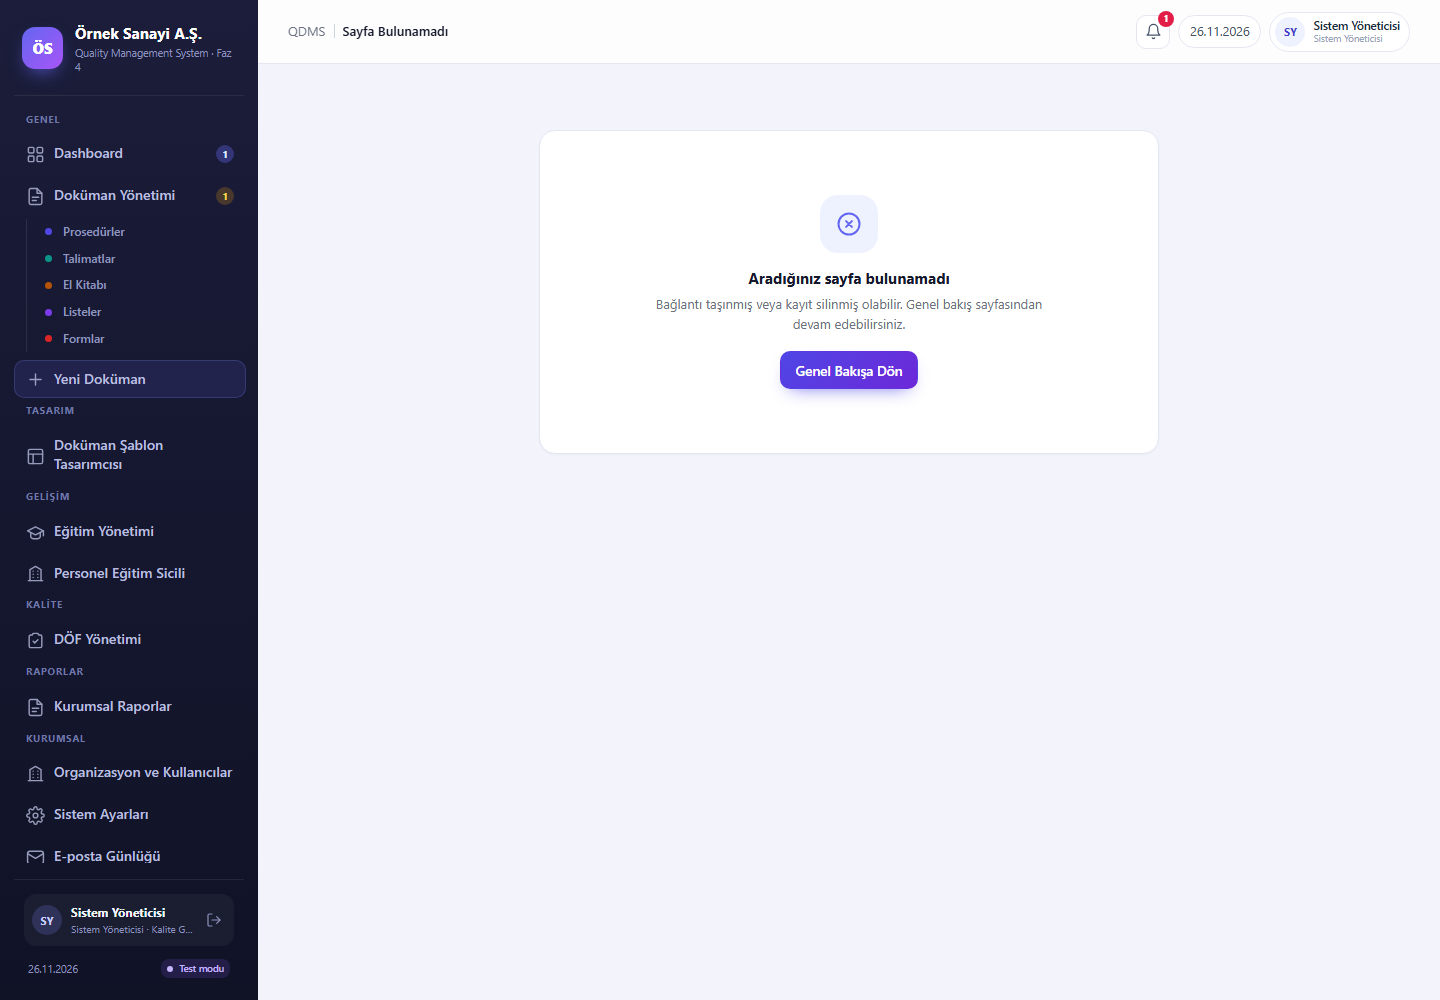 ÖS
Örnek Sanayi A.Ş.
Quality Management System · Faz
4
GENEL
Dashboard
1
Doküman Yönetimi
1
Prosedürler
Talimatlar
El Kitabı
Listeler
Formlar
Yeni Doküman
TASARIM
Doküman Şablon
Tasarımcısı
GELİŞİM
Eğitim Yönetimi
Personel Eğitim Sicili
KALİTE
DÖF Yönetimi
RAPORLAR
Kurumsal Raporlar
KURUMSAL
Organizasyon ve Kullanıcılar
Sistem Ayarları
E-posta Günlüğü
SY
Sistem Yöneticisi
Sistem Yöneticisi · Kalite G...
26.11.2026
Test modu
QDMS
Sayfa Bulunamadı
1
26.11.2026
SY
Sistem Yöneticisi
Sistem Yöneticisi
Aradığınız sayfa bulunamadı
Bağlantı taşınmış veya kayıt silinmiş olabilir. Genel bakış sayfasından
devam edebilirsiniz.
Genel Bakışa Dön